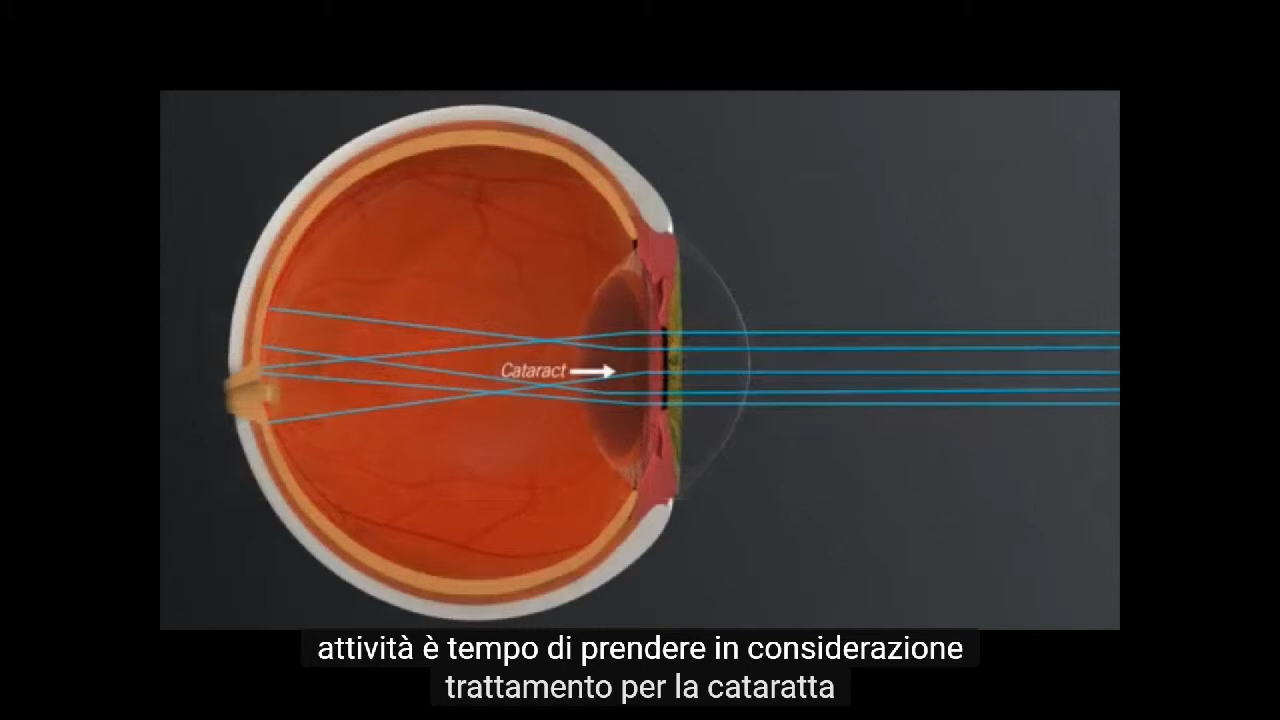 Cataract
attività è tempo di prendere in considerazione
trattamento per la cataratta